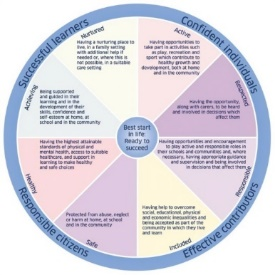 Successful learners
Confident individuals
Nurtured
Having a nurturing place to
live, in a family setting
with additional help if
needed or, where this is
not possible, in a suitable
care setting
Active
Having opportunities to
take part in activities such
as play, recreation and
sport which contribute to
healthy growth and
development, both at home
and in the community
Achieving
Being supported
and guided in their
learning and in the
development of their
skills, confidence and
self-esteem at home, at
school and in the community
Respected
Having the opportunity,
along with carers, to be heard
and involved in decisions which
affect them
Best start
in life
Ready to
succeed
Healthy
Having the highest attainable
standards of physical and
mental health, access to suitable
healthcare, and support in
learning to make healthy
and safe choices
Responsible
Having opportunities and encouragement
to play active and responsible roles in
their schools and communities and, where
necessary, having appropriate guidance
and supervision and being involved
in decisions that affect them
Protected from abuse, neglect
or harm at home, at school
and in the community
Safe
Having help to overcome
social, educational, physical
and economic inequalities and
being accepted as part of the
community in which they live
and learn
Included
Responsible citizens
Effective contributors